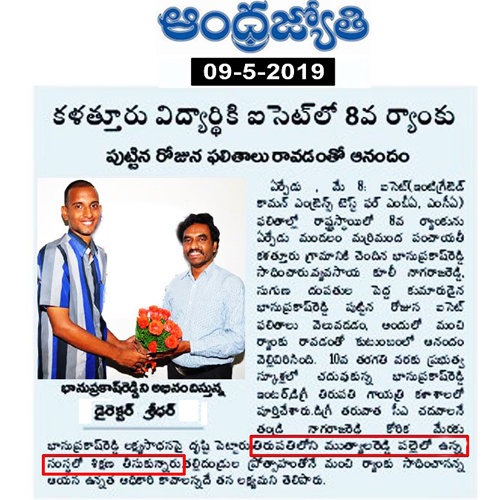 ఆంధ్రజ్యోతి
09-5-2019
కళత్తూరు విద్యార్థికి ఐసెట్‌లో 8వ ర్యాంకు
పుట్టిన రోజున ఫలితాలు రావడంతో ఆనందం
ఏర్పేడు , మే 8: ఐసెట్(ఇంటిగ్రేటెడ్
కామన్ ఎంట్రెన్స్ టెస్ట్ ఫర్ ఎంబీఏ, ఎంసీఏ)
ఫలితాల్లో రాష్ట్రస్థాయిలో 8వ ర్యాంకును
ఏర్పేడు మండలం మర్రిమంద పంచాయతీ
కళత్తూరు గ్రామానికి చెందిన భానుప్రకాష్‌రెడ్డి
సాధించారు.వ్యవసాయ కూలీ నాగరాజరెడ్డి,
సుగుణ దంపతుల పెద్ద కుమారుడైన
భానుప్రకాష్‌రెడ్డి పుట్టిన రోజున ఐసెట్
ఫలితాలు వెలువడడం, అందులో మంచి
ర్యాంకు రావడంతో కుటుంబంలో ఆనందం
వెల్లివిరిసింది. 10వ తరగతి వరకు ప్రభుత్వ
స్కూళ్లలో చదువుకున్న భానుప్రకాష్‌రెడ్డి
ఇంటర్,డిగ్రీ తిరుపతి గాయత్రి కళాశాలలో
పూర్తిచేశారు.డిగ్రీ తరువాత సీఎ చదవాలనే
తండ్రి నాగరాజరెడ్డి కోరిక మేరకు
భానుప్రకాష్‌రెడ్డిని అభినందిస్తున్న
డైరెక్టర్ శ్రీధర్
భానుప్రకాష్‌రెడ్డి లక్ష్యసాధనపై దృష్టి పెట్టారు.తిరుపతిలోని ముత్యాలరెడ్డి పల్లెలో ఉన్న
సంస్థలో శిక్షణ తీసుకున్నారు.తల్లిదండ్రుల ప్రోత్సాహంతోనే మంచి ర్యాంకు సాధించానన్న
ఆయన ఉన్నత అధికారి కావాలన్నదే తన లక్ష్యమని తెలిపారు.